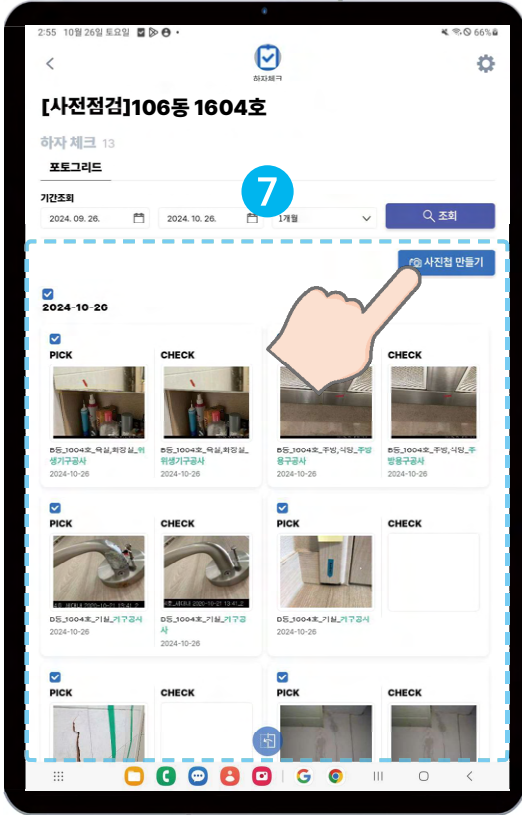 2:55 10월 26일 토요일
66%
하자체크
[사전점검]106동 1604호
하자 체크 13
포토그리드
7
기간조회
2024. 09. 26.
2024. 10. 26.
1개월
조회
사진첩 만들기
2024-10-26
PICK
CHECK
CHECK
B동_1004호_욕실,화장실_위생기구공사
2024-10-26
B동_1004호_욕실,화장실_위생기구공사
2024-10-26
B동_1004호_주방,식당_주방용구공사
2024-10-26
B동_1004호_주방,식당_주방용구공사
2024-10-26
PICK
CHECK
PICK
CHECK
B동_1004호_거실_가구공사
2024-10-26
B동_1004호_거실_가구공사
2024-10-26
B동_1004호_거실_가구공사
2024-10-26
PICK
CHECK
PICK
CHECK